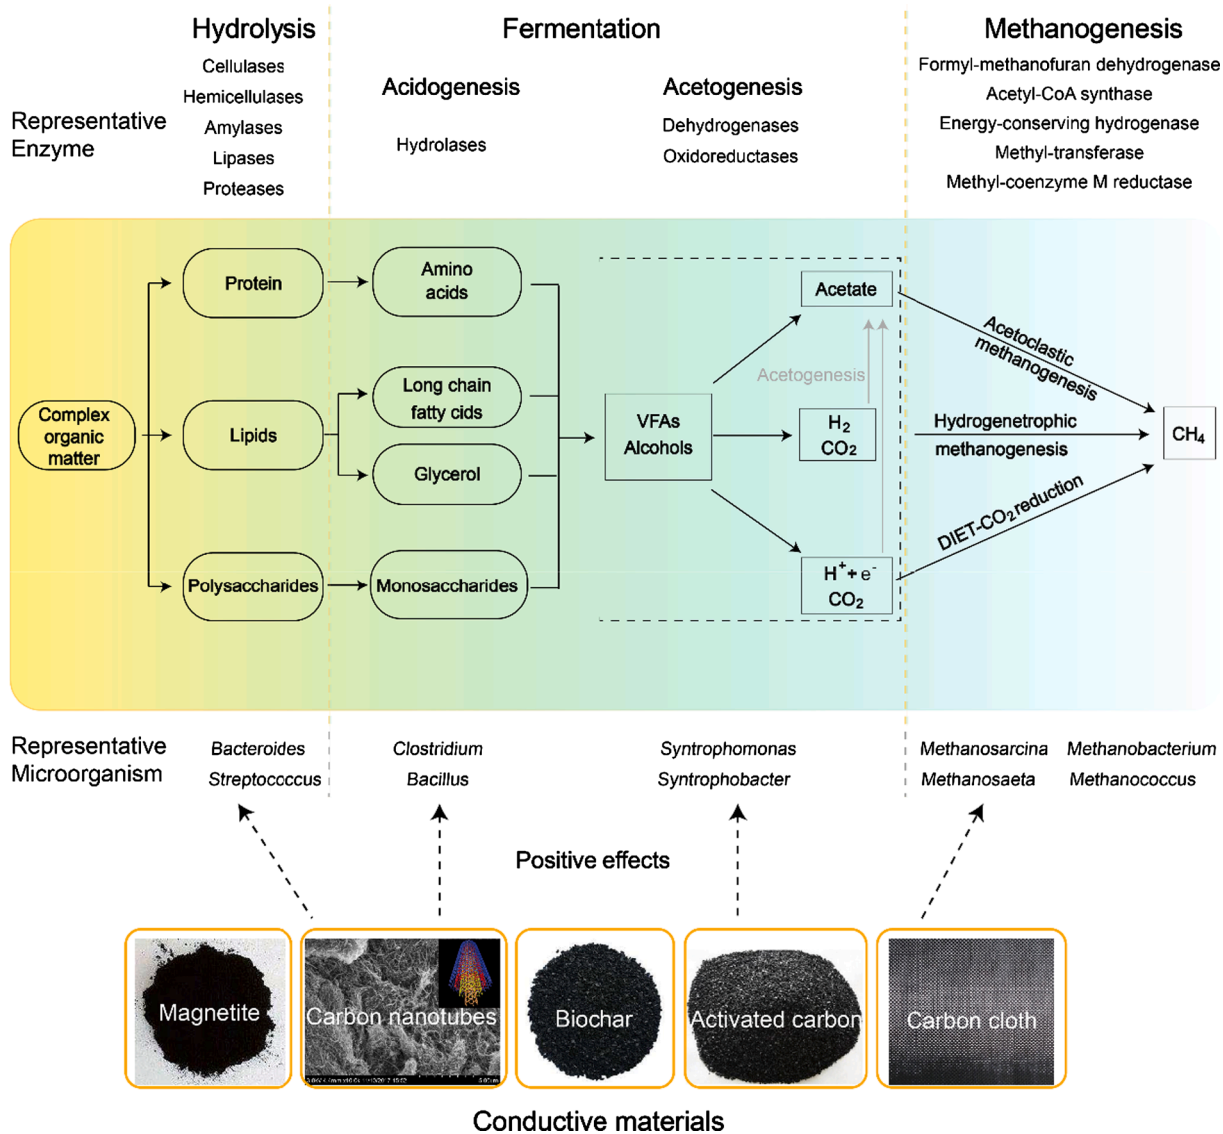 Hydrolysis
Fermentation
Methanogenesis
Representative
Enzyme
Cellulases
Hemicellulases
Amylases
Lipases
Proteases
Acidogenesis
Hydrolases
Acetogenesis
Dehydrogenases
Oxidoreductases
Formyl-methanofuran dehydrogenase
Acetyl-CoA synthase
Energy-conserving hydrogenase
Methyl-transferase
Methyl-coenzyme M reductase
Complex
organic
matter
Protein
Lipids
Polysaccharides
Amino
acids
Long chain
fatty cids
Glycerol
Monosaccharides
VFAs
Alcohols
Acetate
Acetogenesis
H2
CO2
H+ + e-
CO2
Acetoclastic
methanogenesis
Hydrogenetrophic
methanogenesis
DIET-CO2 reduction
CH4
Representative
Microorganism
Bacteroides
Streptococcus
Clostridium
Bacillus
Syntrophomonas
Syntrophobacter
Methanosarcina
Methanosaeta
Methanobacterium
Methanococcus
Positive effects
Magnetite
Carbon nanotubes
Biochar
Activated carbon
Carbon cloth
Conductive materials